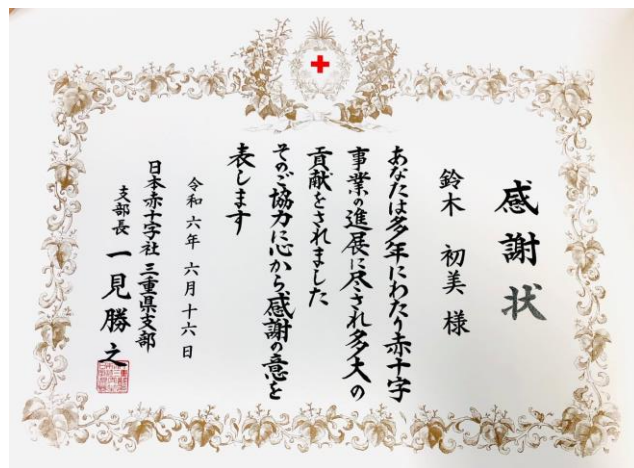 感謝状
鈴木 初美 様
あなたは多年にわたり赤十字
事業の進展に尽され多大の
貢献をされました
そのご協力に心から感謝の意を
表します
令和六年 六月十六日
日本赤十字社 三重県支部
支部長 一見勝之